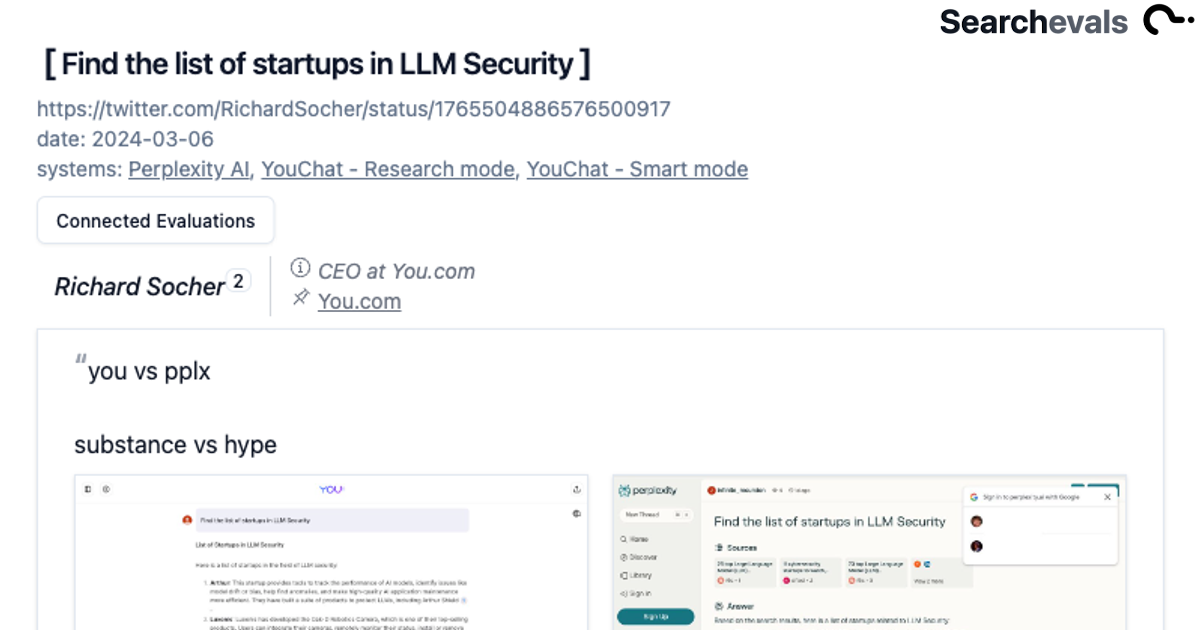 Searchevals
[ Find the list of startups in LLM Security ]
https://twitter.com/RichardSocher/status/1765504886576500917
date: 2024-03-06
systems: Perplexity AI, YouChat - Research mode, YouChat - Smart mode
Connected Evaluations
Richard Socher 2
CEO at You.com
You.com
“you vs pplx
substance vs hype
YOU
Find the list of startups in LLM Security
List of Startups in LLM Security
Here is a list of startups in the field of LLM security:
1. Arthur: This startup provides tools to track the performance of AI models, identify issues like
model drift or bias, help find anomalies, and make high-quality AI application maintenance
more efficient. They have built a suite of products to protect LLMs, including Arthur Shield
perplexity
New Thread
Home
Discover
Library
Sign in
Sign Up
Sign in to perplexity.ai with Google
Find the list of startups in LLM Security
Sources
View 2 more
Answer
Based on the search results, here is a list of startups related to LLM Security